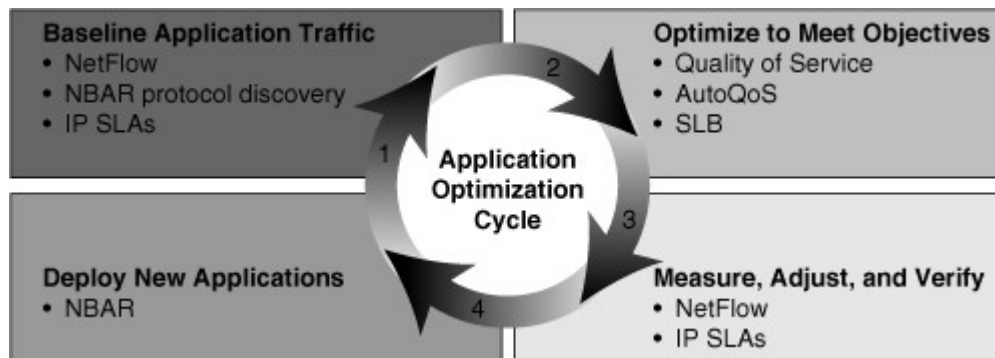 Baseline Application Traffic
• NetFlow
• NBAR protocol discovery
• IP SLAs
Optimize to Meet Objectives
• Quality of Service
• AutoQoS
• SLB
1
2
3
4
Application
Optimization
Cycle
Deploy New Applications
• NBAR
Measure, Adjust, and Verify
• NetFlow
• IP SLAs